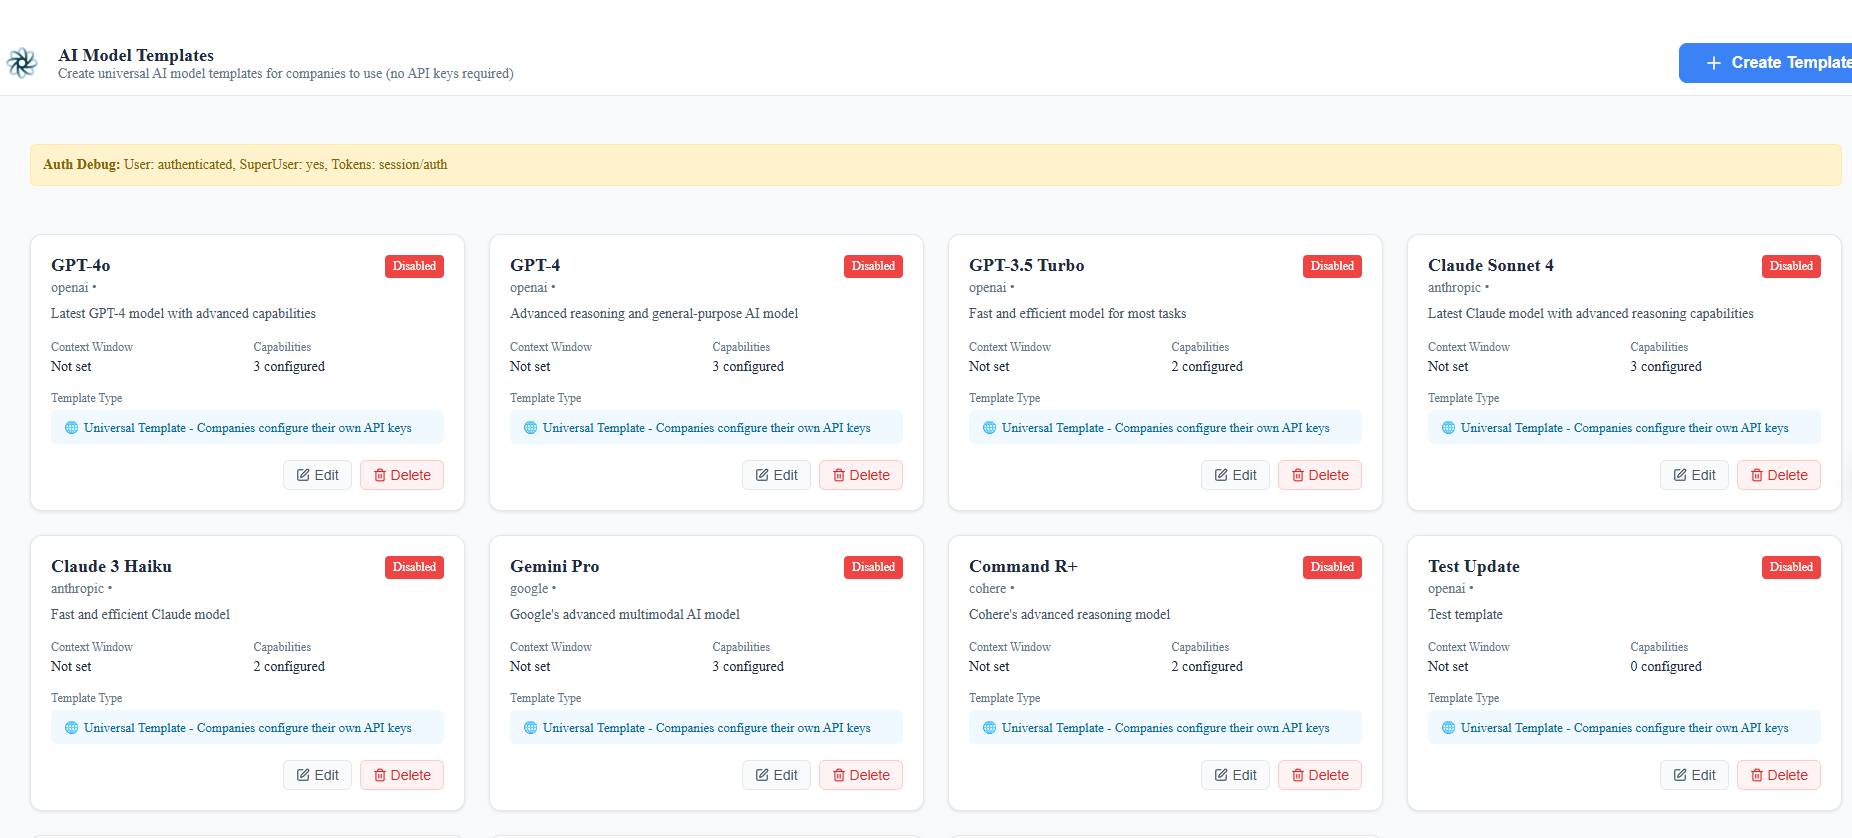 AI Model Templates
Create universal AI model templates for companies to use (no API keys required)
Create Template
Auth Debug: User: authenticated, SuperUser: yes, Tokens: session/auth
GPT-4o
Disabled
openai •
Latest GPT-4 model with advanced capabilities
Context Window
Capabilities
Not set
3 configured
Template Type
Universal Template - Companies configure their own API keys
Edit
Delete
GPT-4
Disabled
openai •
Advanced reasoning and general-purpose AI model
Context Window
Capabilities
Not set
3 configured
Template Type
Universal Template - Companies configure their own API keys
Edit
Delete
GPT-3.5 Turbo
Disabled
openai •
Fast and efficient model for most tasks
Context Window
Capabilities
Not set
2 configured
Template Type
Universal Template - Companies configure their own API keys
Edit
Delete
Claude Sonnet 4
Disabled
anthropic •
Latest Claude model with advanced reasoning capabilities
Context Window
Capabilities
Not set
3 configured
Template Type
Universal Template - Companies configure their own API keys
Edit
Delete
Claude 3 Haiku
Disabled
anthropic •
Fast and efficient Claude model
Context Window
Capabilities
Not set
2 configured
Template Type
Universal Template - Companies configure their own API keys
Edit
Delete
Gemini Pro
Disabled
google •
Google's advanced multimodal AI model
Context Window
Capabilities
Not set
3 configured
Template Type
Universal Template - Companies configure their own API keys
Edit
Delete
Command R+
Disabled
cohere •
Cohere's advanced reasoning model
Context Window
Capabilities
Not set
2 configured
Template Type
Universal Template - Companies configure their own API keys
Edit
Delete
Test Update
Disabled
openai •
Test template
Context Window
Capabilities
Not set
0 configured
Template Type
Universal Template - Companies configure their own API keys
Edit
Delete